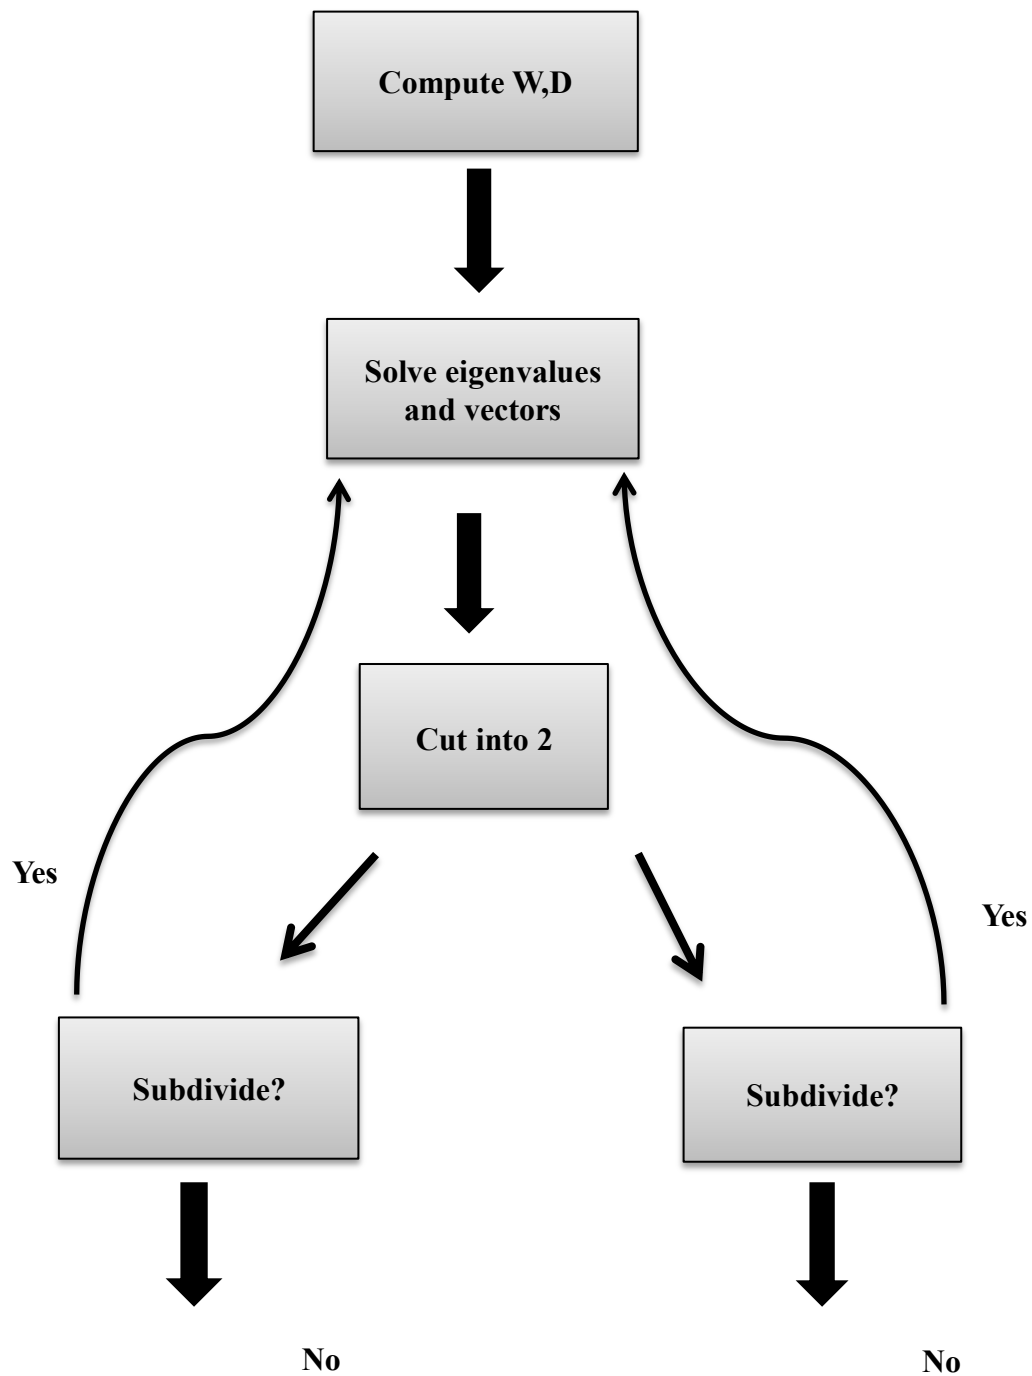 Compute W,D
Solve eigenvalues
and vectors
Cut into 2
Yes
Yes
Subdivide?
Subdivide?
No
No